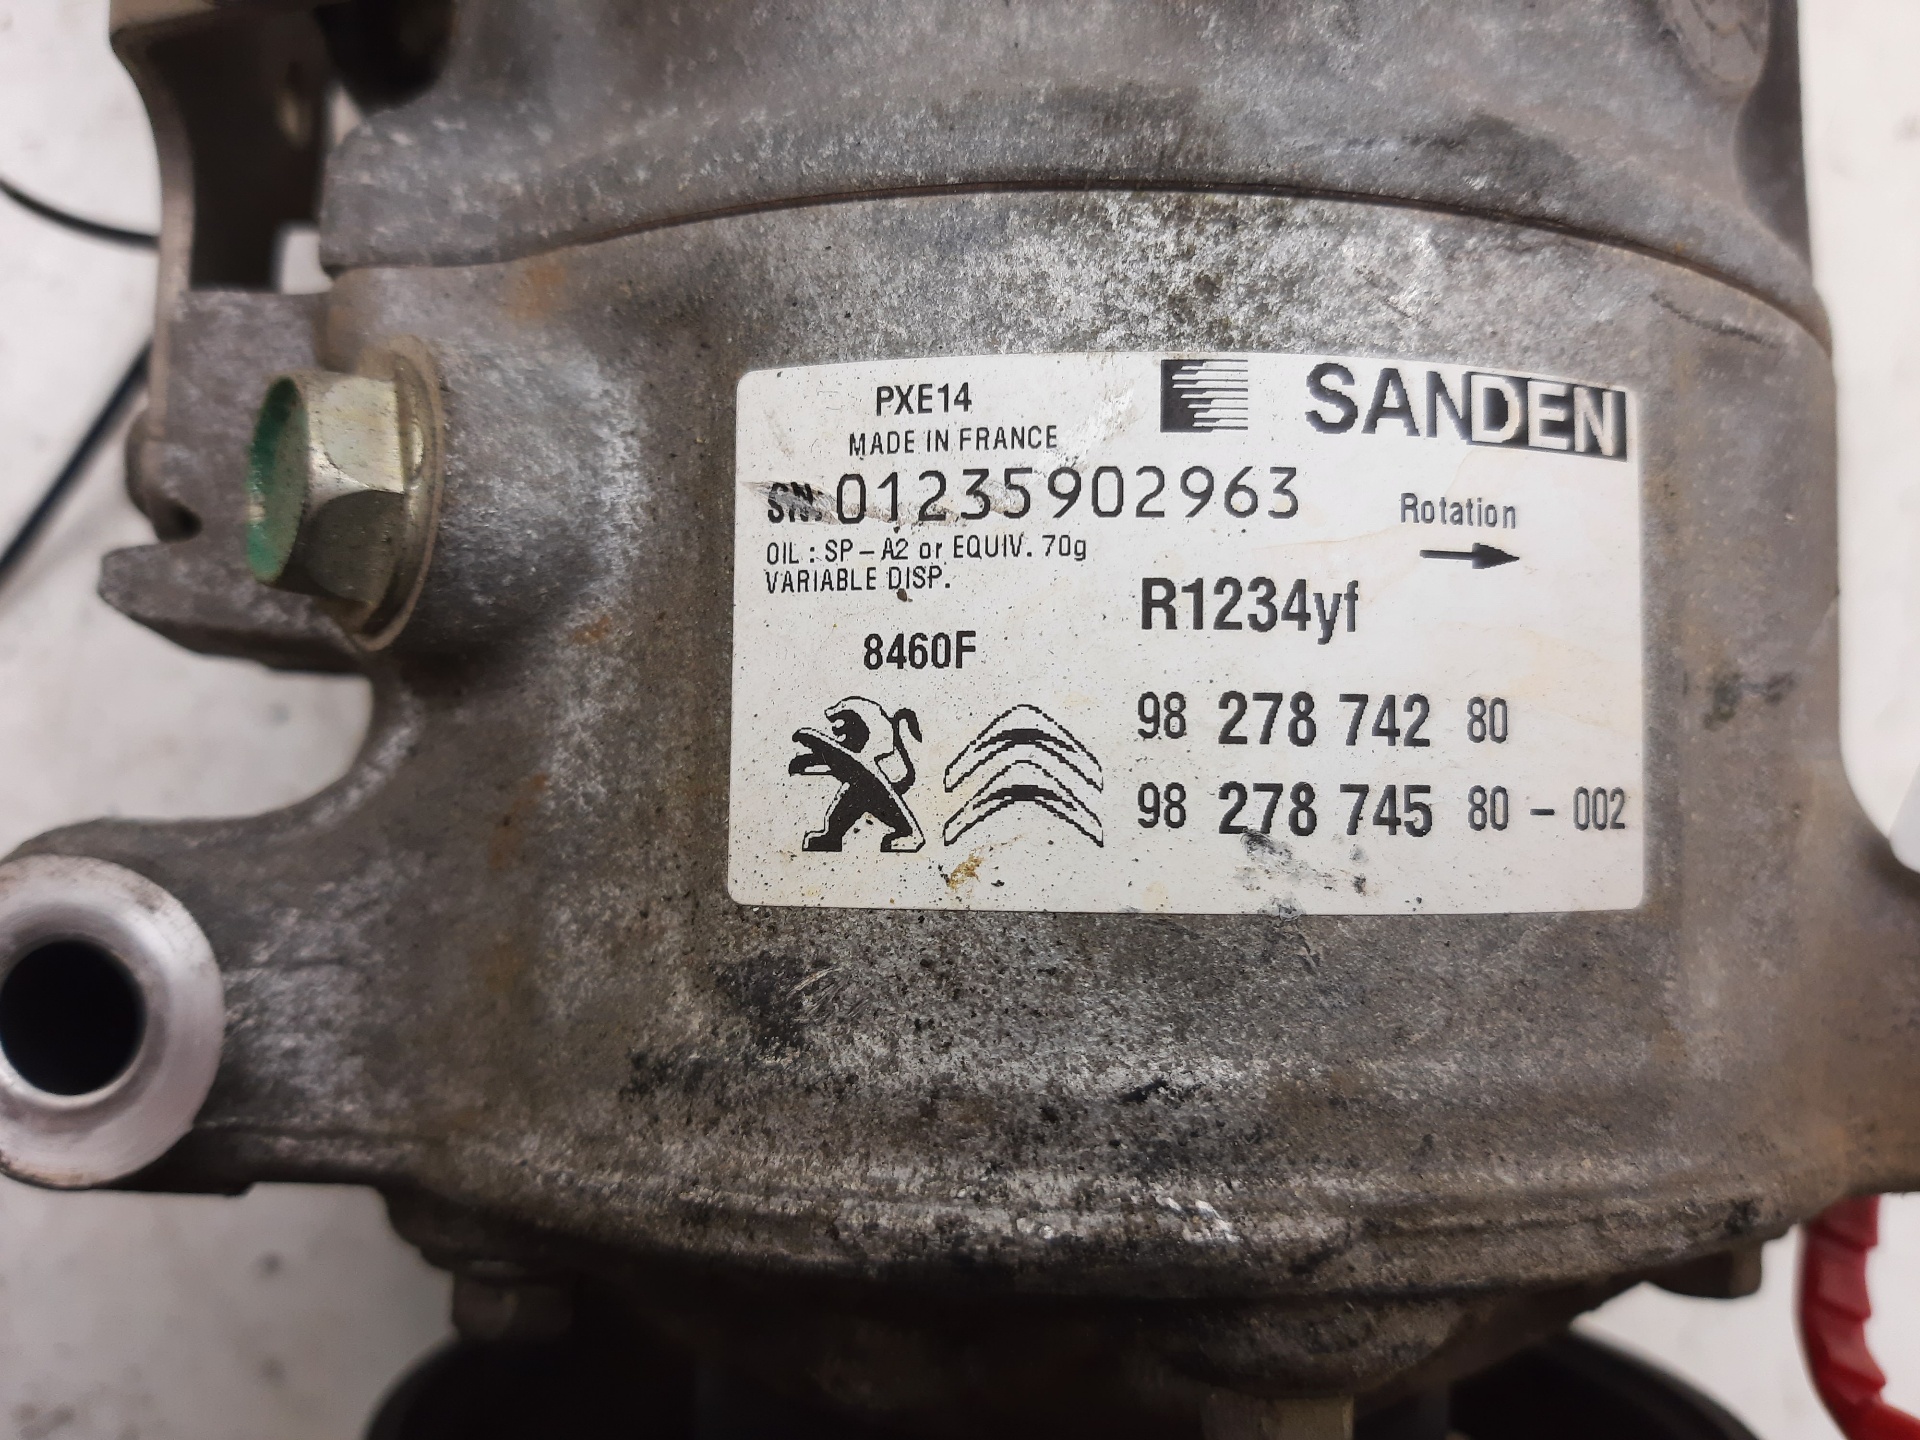 PXE14
SANDEN
MADE IN FRANCE
SN: 01235902963
Rotation
OIL : SP-A2 or EQUIV. 70g
VARIABLE DISP.
R1234yf
8460F
98 278 742 80
98 278 745 80 - 002